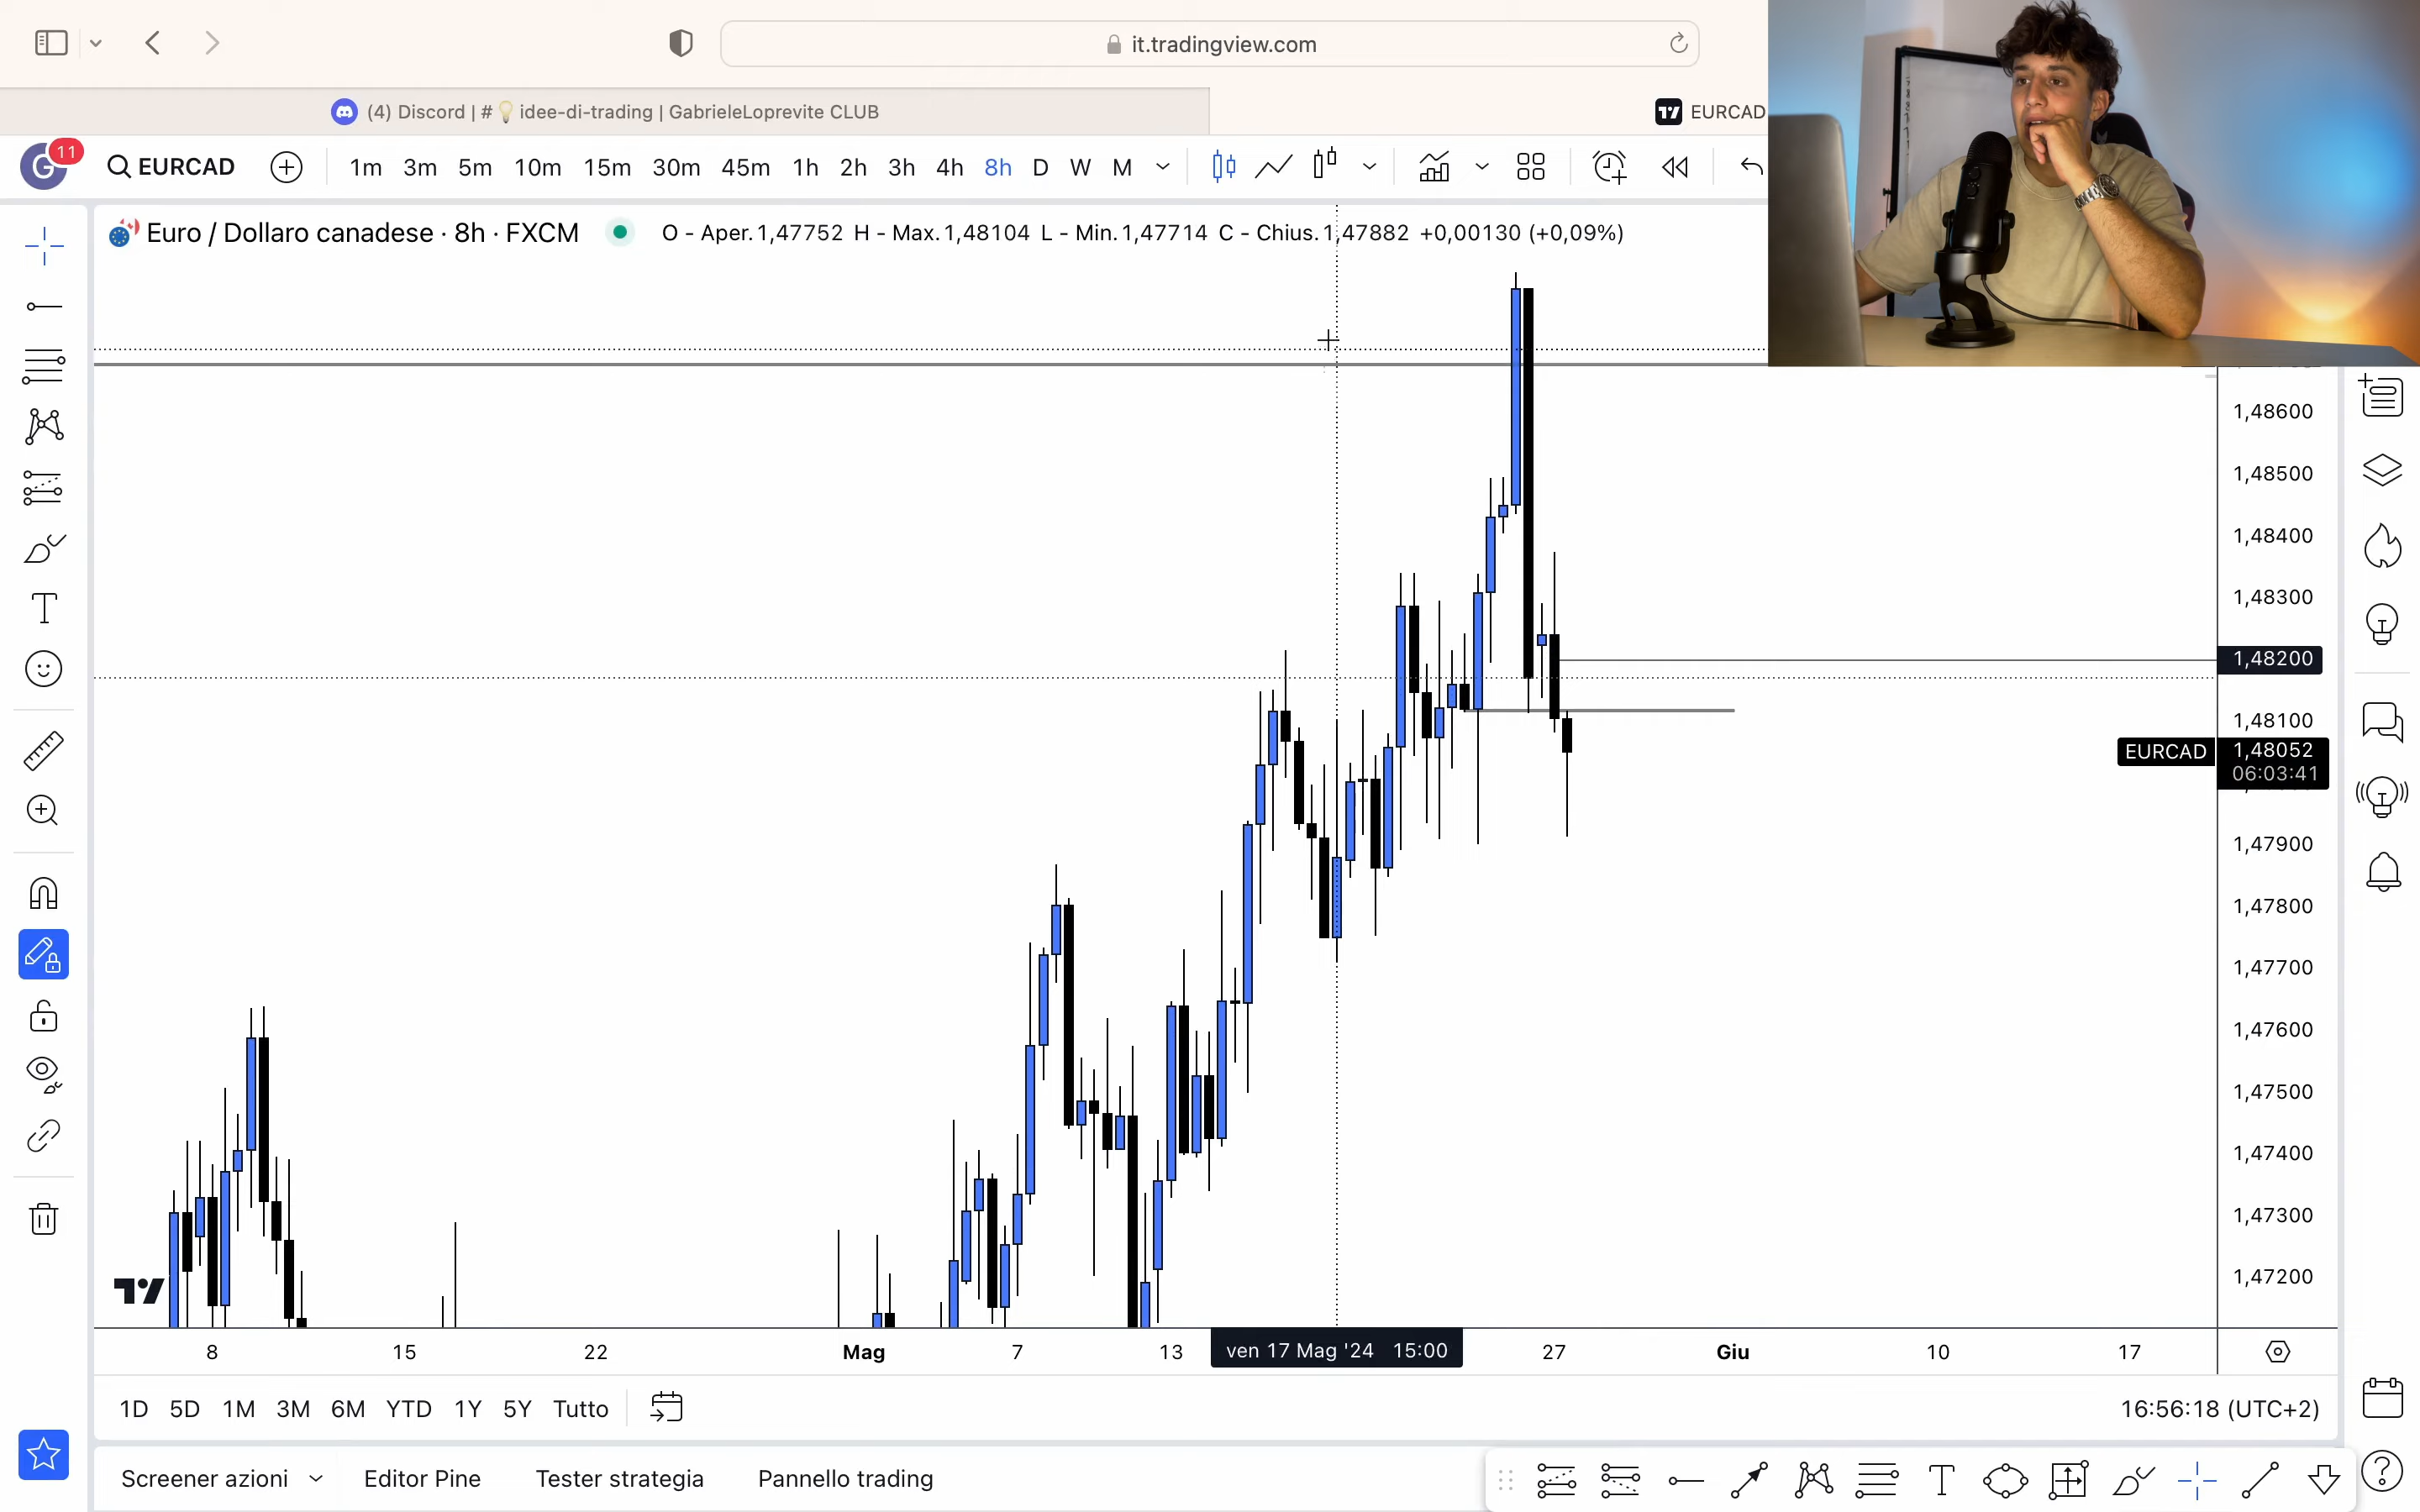 it.tradingview.com
(4) Discord | #💡idee-di-trading | GabrieleLoprevite CLUB
EURCAD
G 11 EURCAD 1m 3m 5m 10m 15m 30m 45m 1h 2h 3h 4h 8h D W M
Euro / Dollaro canadese · 8h · FXCM O - Aper.1,47752 H - Max.1,48104 L - Min.1,47714 C - Chius.1,47882 +0,00130 (+0,09%)
1,48600
1,48500
1,48400
1,48300
1,48200
1,48100
EURCAD 1,48052
06:03:41
1,47900
1,47800
1,47700
1,47600
1,47500
1,47400
1,47300
1,47200
8 15 22 Mag 7 13 ven 17 Mag '24 15:00 27 Giu 10 17
1D 5D 1M 3M 6M YTD 1Y 5Y Tutto 16:56:18 (UTC+2)
Screener azioni Editor Pine Tester strategia Pannello trading